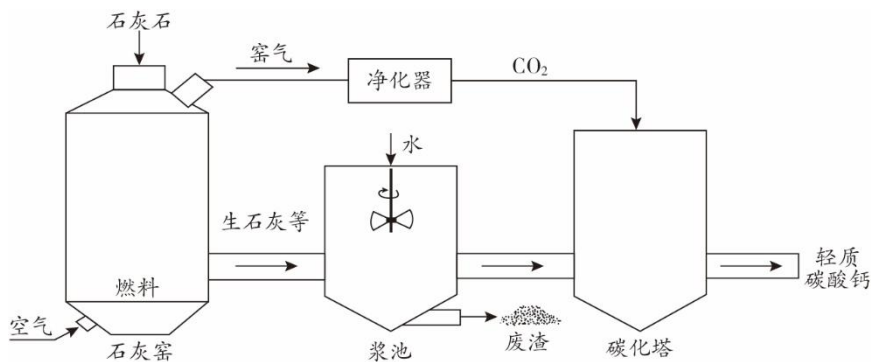 石灰石
窑气
净化器
CO₂
水
生石灰等
燃料
空气
石灰窑
浆池
废渣
碳化塔
轻质
碳酸钙